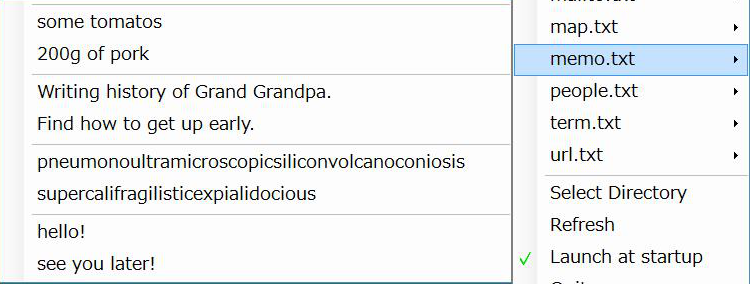 some tomatos
200g of pork
Writing history of Grand Grandpa.
Find how to get up early.
pneumonoultramicroscopicsiliconvolcanoconiosis
supercalifragilisticexpialidocious
hello!
see you later!
map.txt
memo.txt
people.txt
term.txt
url.txt
Select Directory
Refresh
Launch at startup